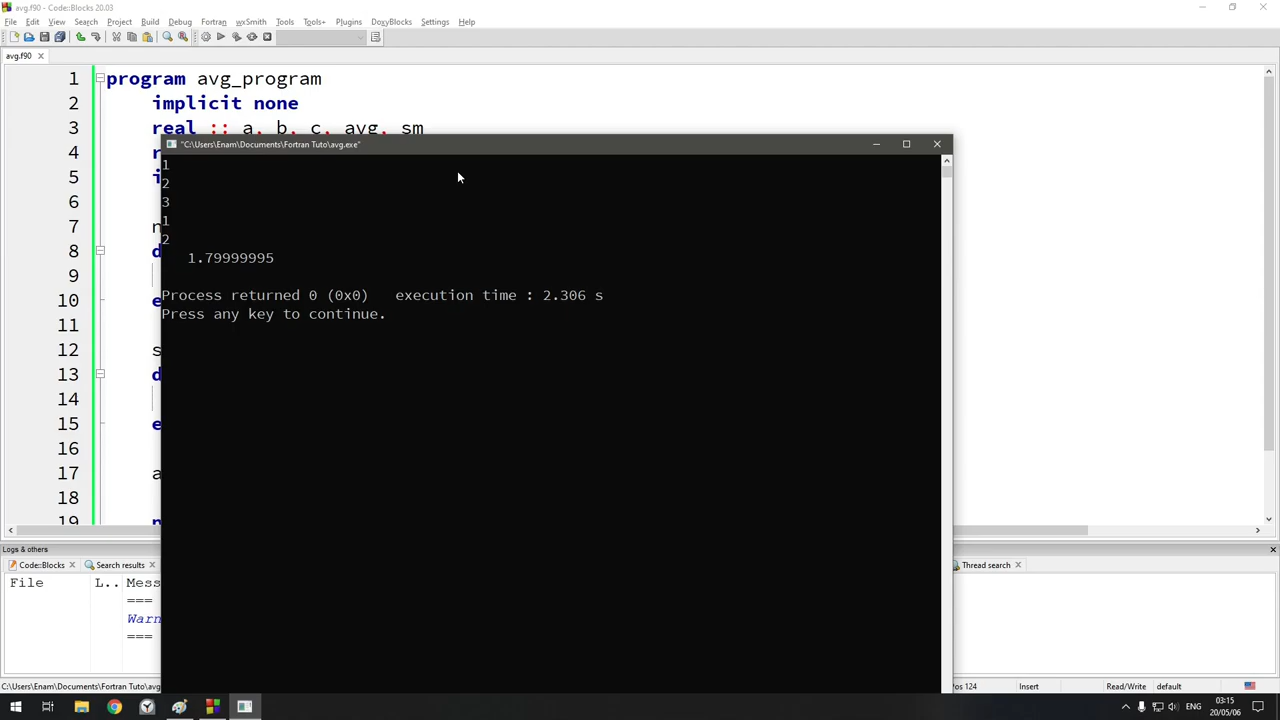 avg.f90 - Code::Blocks 20.03
File Edit View Search Project Build Debug Fortran wxSmith Tools Tools+ Plugins DoxyBlocks Settings Help
avg.f90
1 program avg_program
2 implicit none
3 real :: a, b, c, avg, sm
4 r
5 i
6
7 n
8 d
9
10 e
11
12 s
13 d
14
15 e
16
17 a
18
19
"C:\Users\Enam\Documents\Fortran Tuto\avg.exe"
1
2
3
1
2
1.79999995
Process returned 0 (0x0) execution time : 2.306 s
Press any key to continue.
Logs & others
Code::Blocks Search results Thread search
File L.. Mess
===
Warn
===
C:\Users\Enam\Documents\Fortran Tuto\avg Pos 124 Insert Read/Write default
ENG 03:15
20/05/06